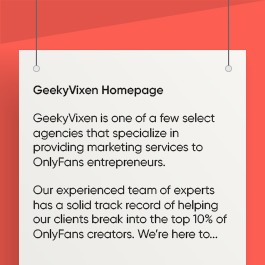 GeekyVixen Homepage
GeekyVixen is one of a few select
agencies that specialize in
providing marketing services to
OnlyFans entrepreneurs.
Our experienced team of experts
has a solid track record of helping
our clients break into the top 10% of
OnlyFans creators. We're here to...